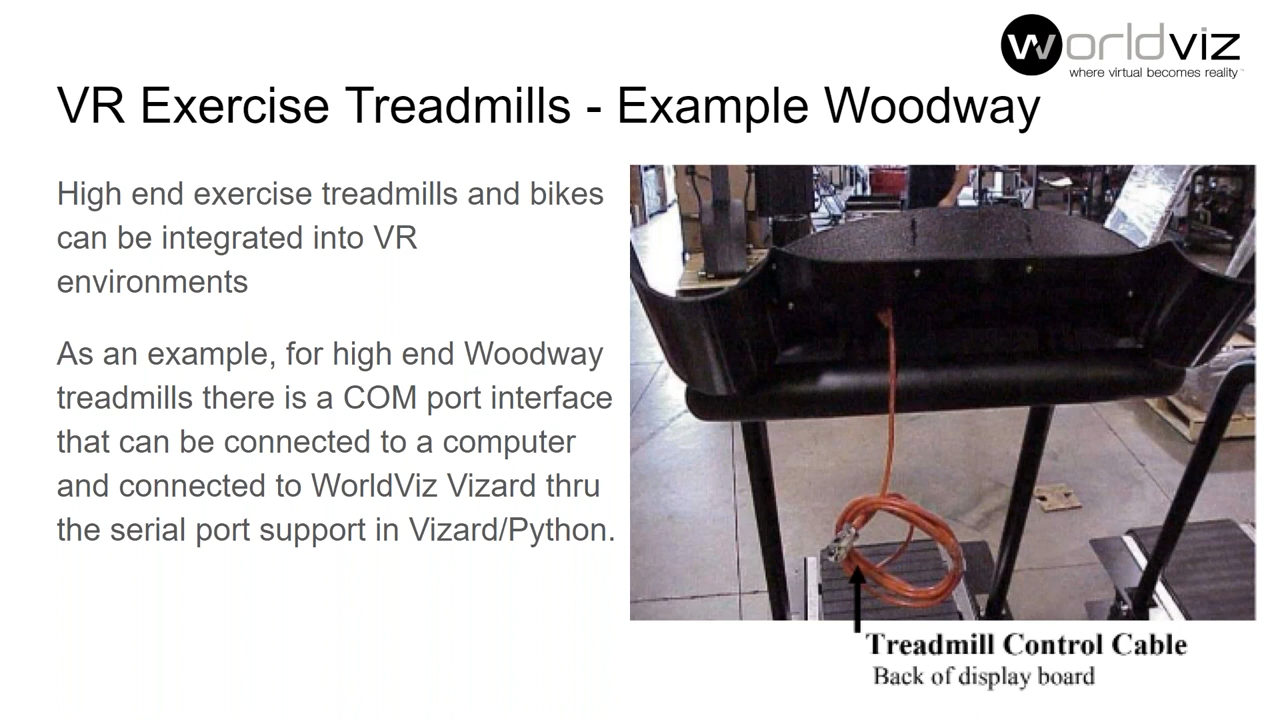 worldviz
where virtual becomes reality
VR Exercise Treadmills - Example Woodway
High end exercise treadmills and bikes
can be integrated into VR
environments
As an example, for high end Woodway
treadmills there is a COM port interface
that can be connected to a computer
and connected to WorldViz Vizard thru
the serial port support in Vizard/Python.
Treadmill Control Cable
Back of display board